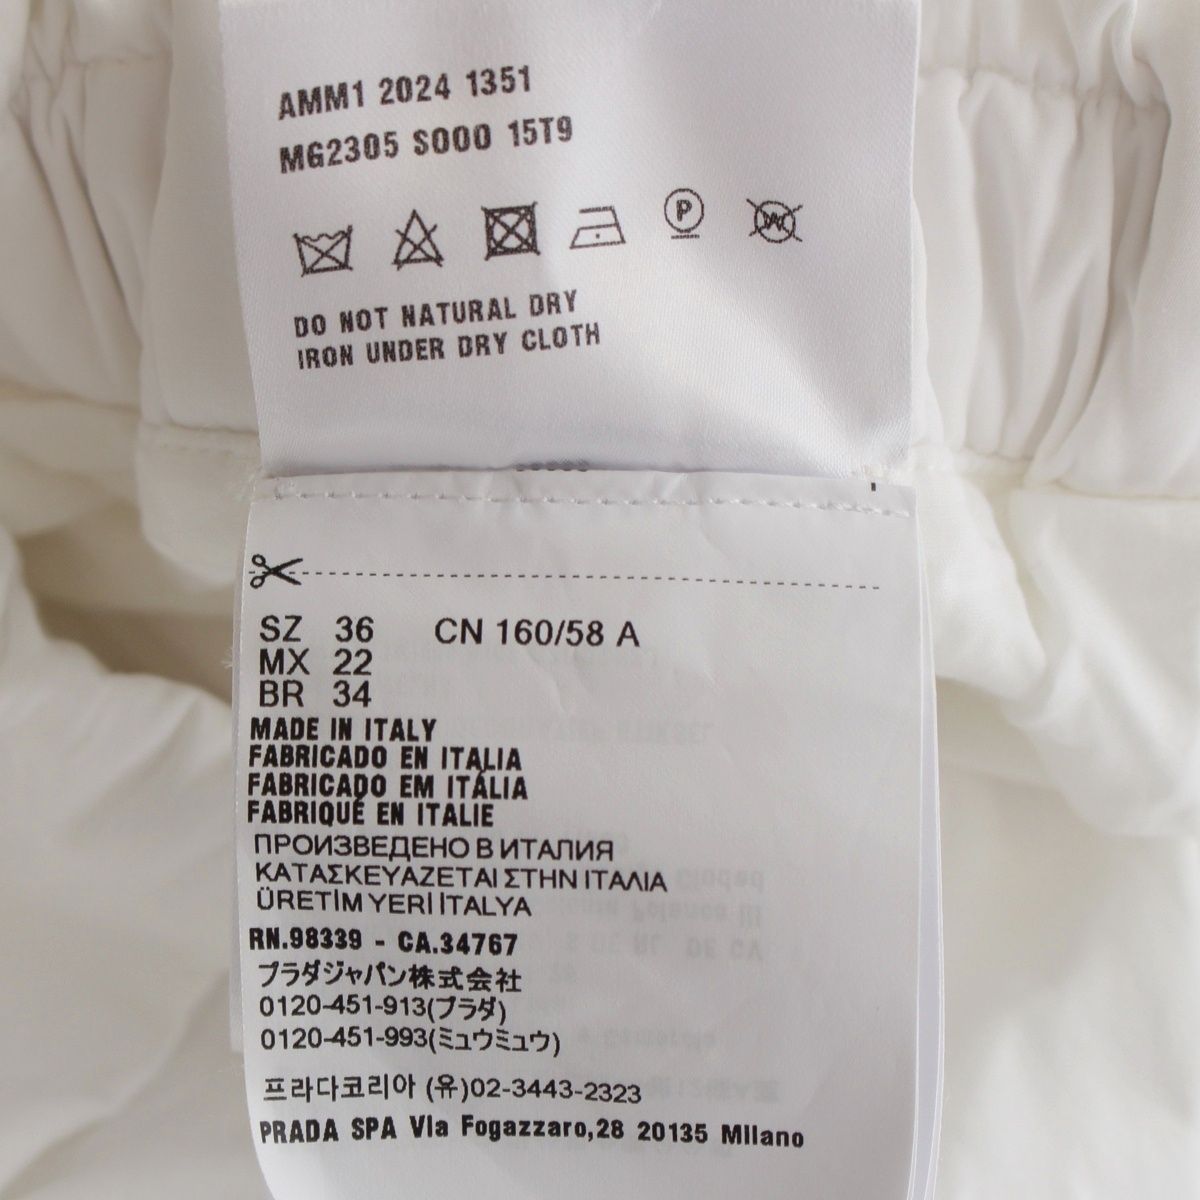 AMM1 2024 1351
MG2305 S000 15T9
P
W
DO NOT NATURAL DRY
IRON UNDER DRY CLOTH
SZ 36 CN 160/58 A
MX 22
BR 34
MADE IN ITALY
FABRICADO EN ITALIA
FABRICADO EM ITÁLIA
FABRIQUÉ EN ITALIE
ПРОИЗВЕДЕНО В ИТАЛИЯ
ΚΑΤΑΣΚΕΥΑΖΕΤΑΙ ΣΤΗΝ ΙΤΑΛΙΑ
ÜRETİM YERİ İTALYA
RN.98339 - CA.34767
プラダジャパン株式会社
0120-451-913(プラダ)
0120-451-993(ミュウミュウ)
프라다코리아 (유)02-3443-2323
PRADA SPA Via Fogazzaro,28 20135 Milano